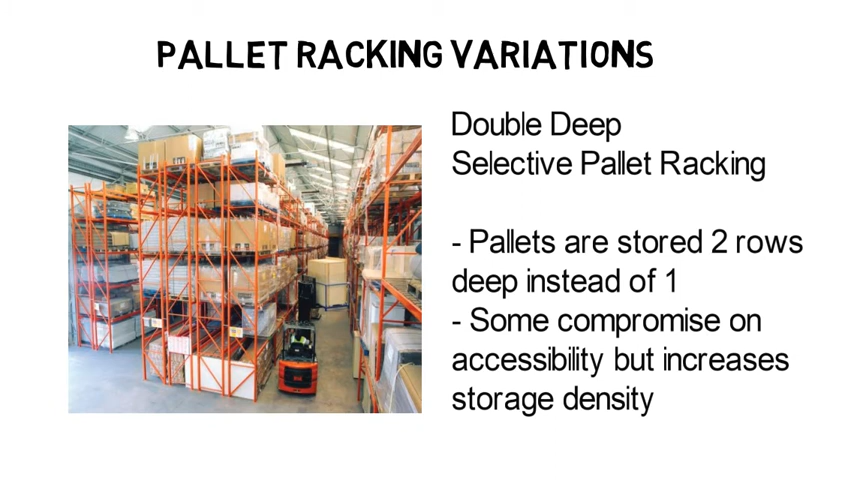 PALLET RACKING VARIATIONS
Double Deep
Selective Pallet Racking
- Pallets are stored 2 rows
deep instead of 1
- Some compromise on
accessibility but increases
storage density